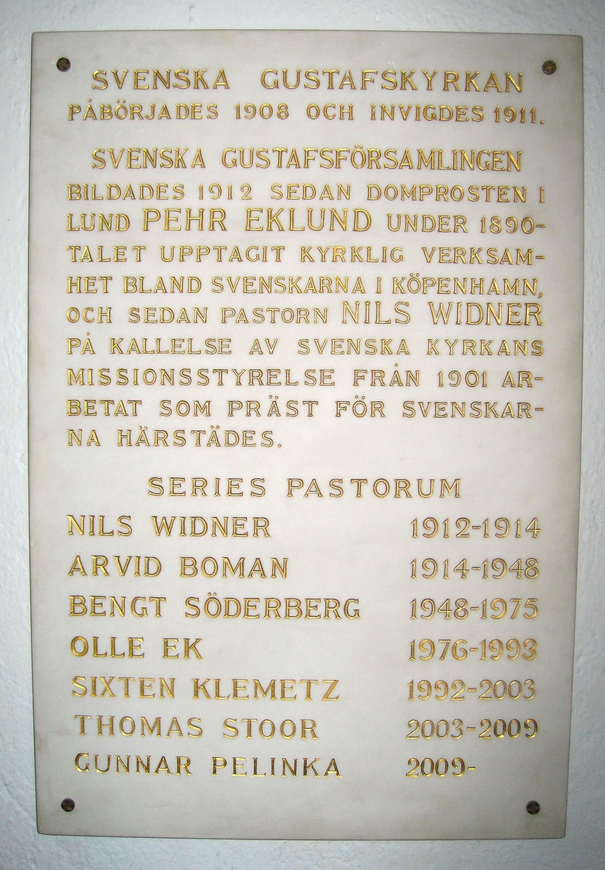 SVENSKA GUSTAFSKYRKAN
PÅBÖRJADES 1908 OCH INVIGDES 1911.
SVENSKA GUSTAFSFÖRSAMLINGEN
BILDADES 1912 SEDAN DOMPROSTEN I
LUND PEHR EKLUND UNDER 1890-
TALET UPPTAGIT KYRKLIG VERKSAM-
HET BLAND SVENSKARNA I KÖPENHAMN,
OCH SEDAN PASTORN NILS WIDNER
PÅ KALLELSE AV SVENSKA KYRKANS
MISSIONSSTYRELSE FRÅN 1901 AR-
BETAT SOM PRÄST FÖR SVENSKAR-
NA HÄRSTÄDES.
SERIES PASTORUM
NILS WIDNER 1912-1914
ARVID BOMAN 1914-1948
BENGT SÖDERBERG 1948-1975
OLLE EK 1976-1993
SIXTEN KLEMETZ 1992-2003
THOMAS STOOR 2003-2009
GUNNAR PELINKA 2009-